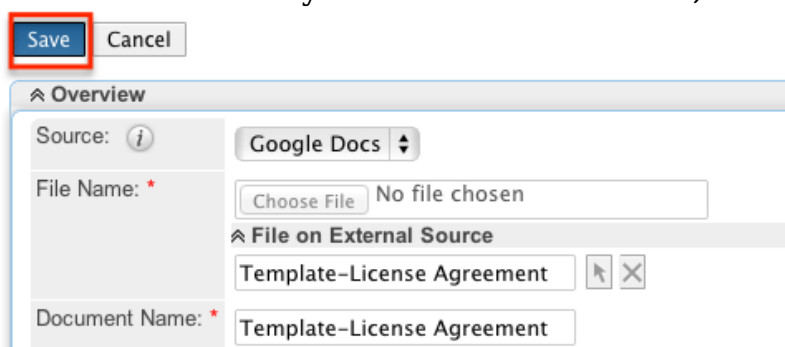 Save Cancel
Overview
Source: i Google Docs
File Name: * Choose File No file chosen
File on External Source
Template-License Agreement
Document Name: * Template-License Agreement